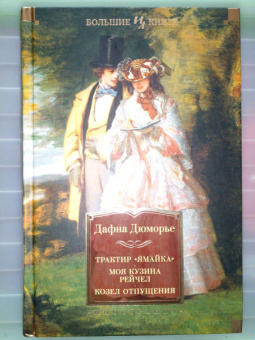 БОЛЬШИЕ КНИГИ
Дафна Дюморье
ТРАКТИР «ЯМАЙКА»
МОЯ КУЗИНА
РЕЙЧЕЛ
КОЗЕЛ ОТПУЩЕНИЯ